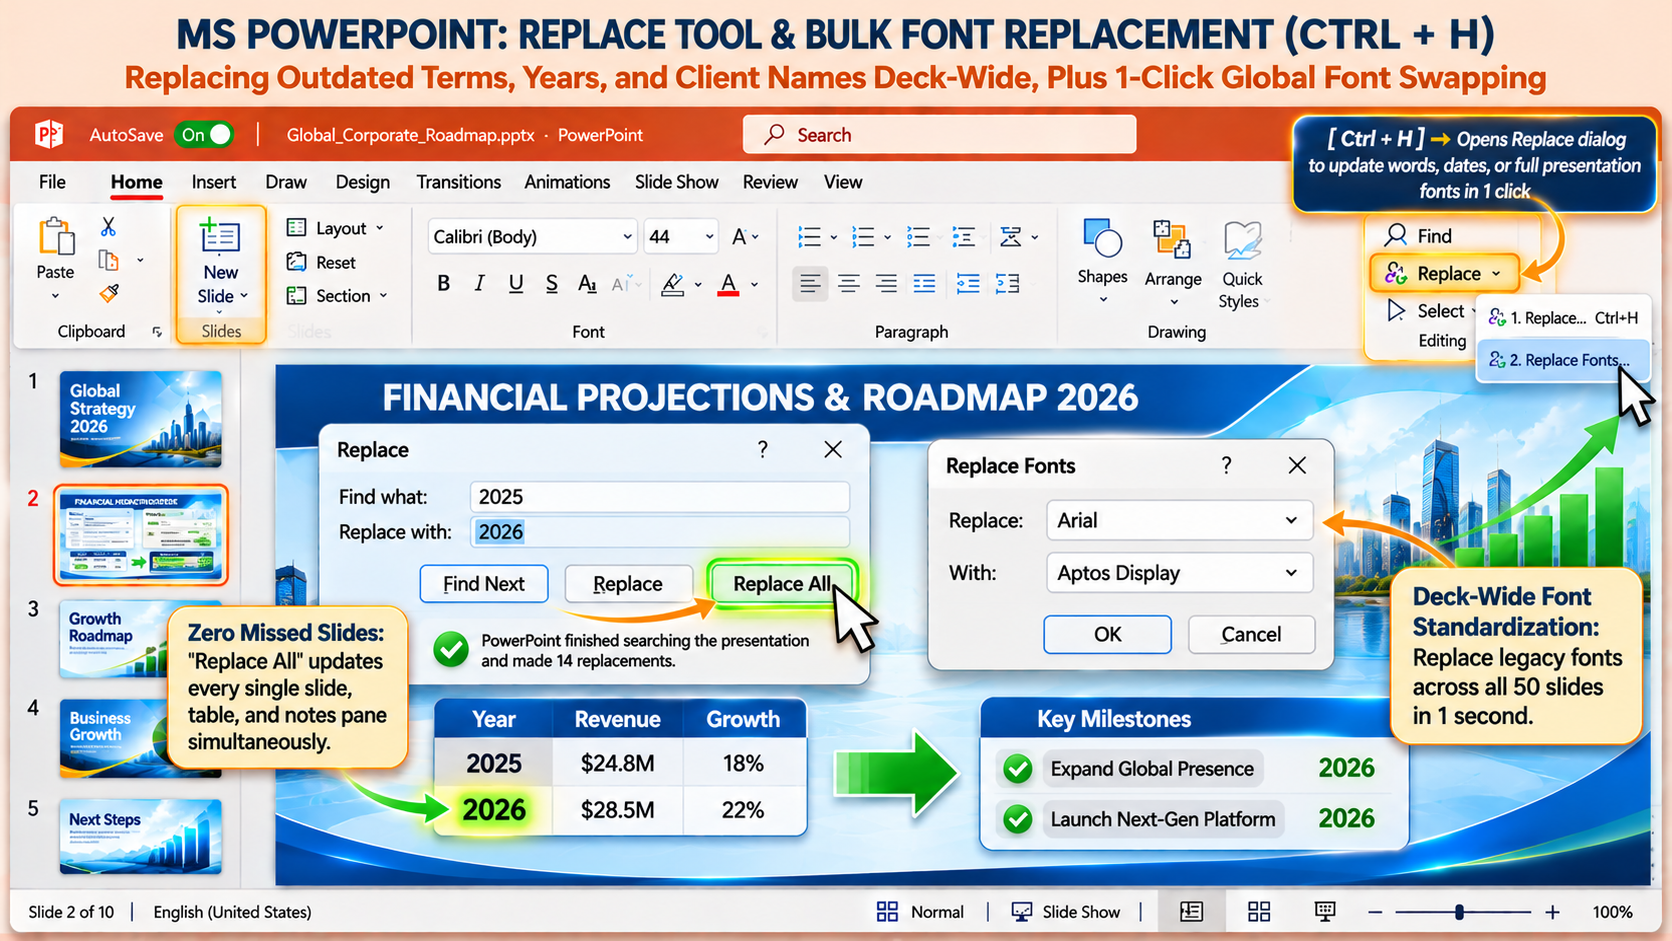 MS POWERPOINT: REPLACE TOOL & BULK FONT REPLACEMENT (CTRL + H)
Replacing Outdated Terms, Years, and Client Names Deck-Wide, Plus 1-Click Global Font Swapping
AutoSave On Global_Corporate_Roadmap.pptx · PowerPoint
Search
[ Ctrl + H ] → Opens Replace dialog
to update words, dates, or full presentation
fonts in 1 click
File Home Insert Draw Design Transitions Animations Slide Show Review View
Paste
Clipboard
New
Slide
Slides
Layout
Reset
Section
Slides
Calibri (Body) 44 A
B I U S A A A
Font
Paragraph
Shapes
Arrange
Quick
Styles
Drawing
Find
Replace
Select
Editing
1. Replace... Ctrl+H
2. Replace Fonts...
1
Global
Strategy
2026
2
3
Growth
Roadmap
4
Business
Growth
5
Next Steps
FINANCIAL PROJECTIONS & ROADMAP 2026
Replace ?
Find what: 2025
Replace with: 2026
Find Next Replace Replace All
PowerPoint finished searching the presentation
and made 14 replacements.
Replace Fonts ?
Replace: Arial
With: Aptos Display
OK Cancel
Zero Missed Slides:
"Replace All" updates
every single slide,
table, and notes pane
simultaneously.
Deck-Wide Font
Standardization:
Replace legacy fonts
across all 50 slides
in 1 second.
Year Revenue Growth
2025 $24.8M 18%
2026 $28.5M 22%
Key Milestones
Expand Global Presence 2026
Launch Next-Gen Platform 2026
Slide 2 of 10 English (United States) Normal Slide Show 100%